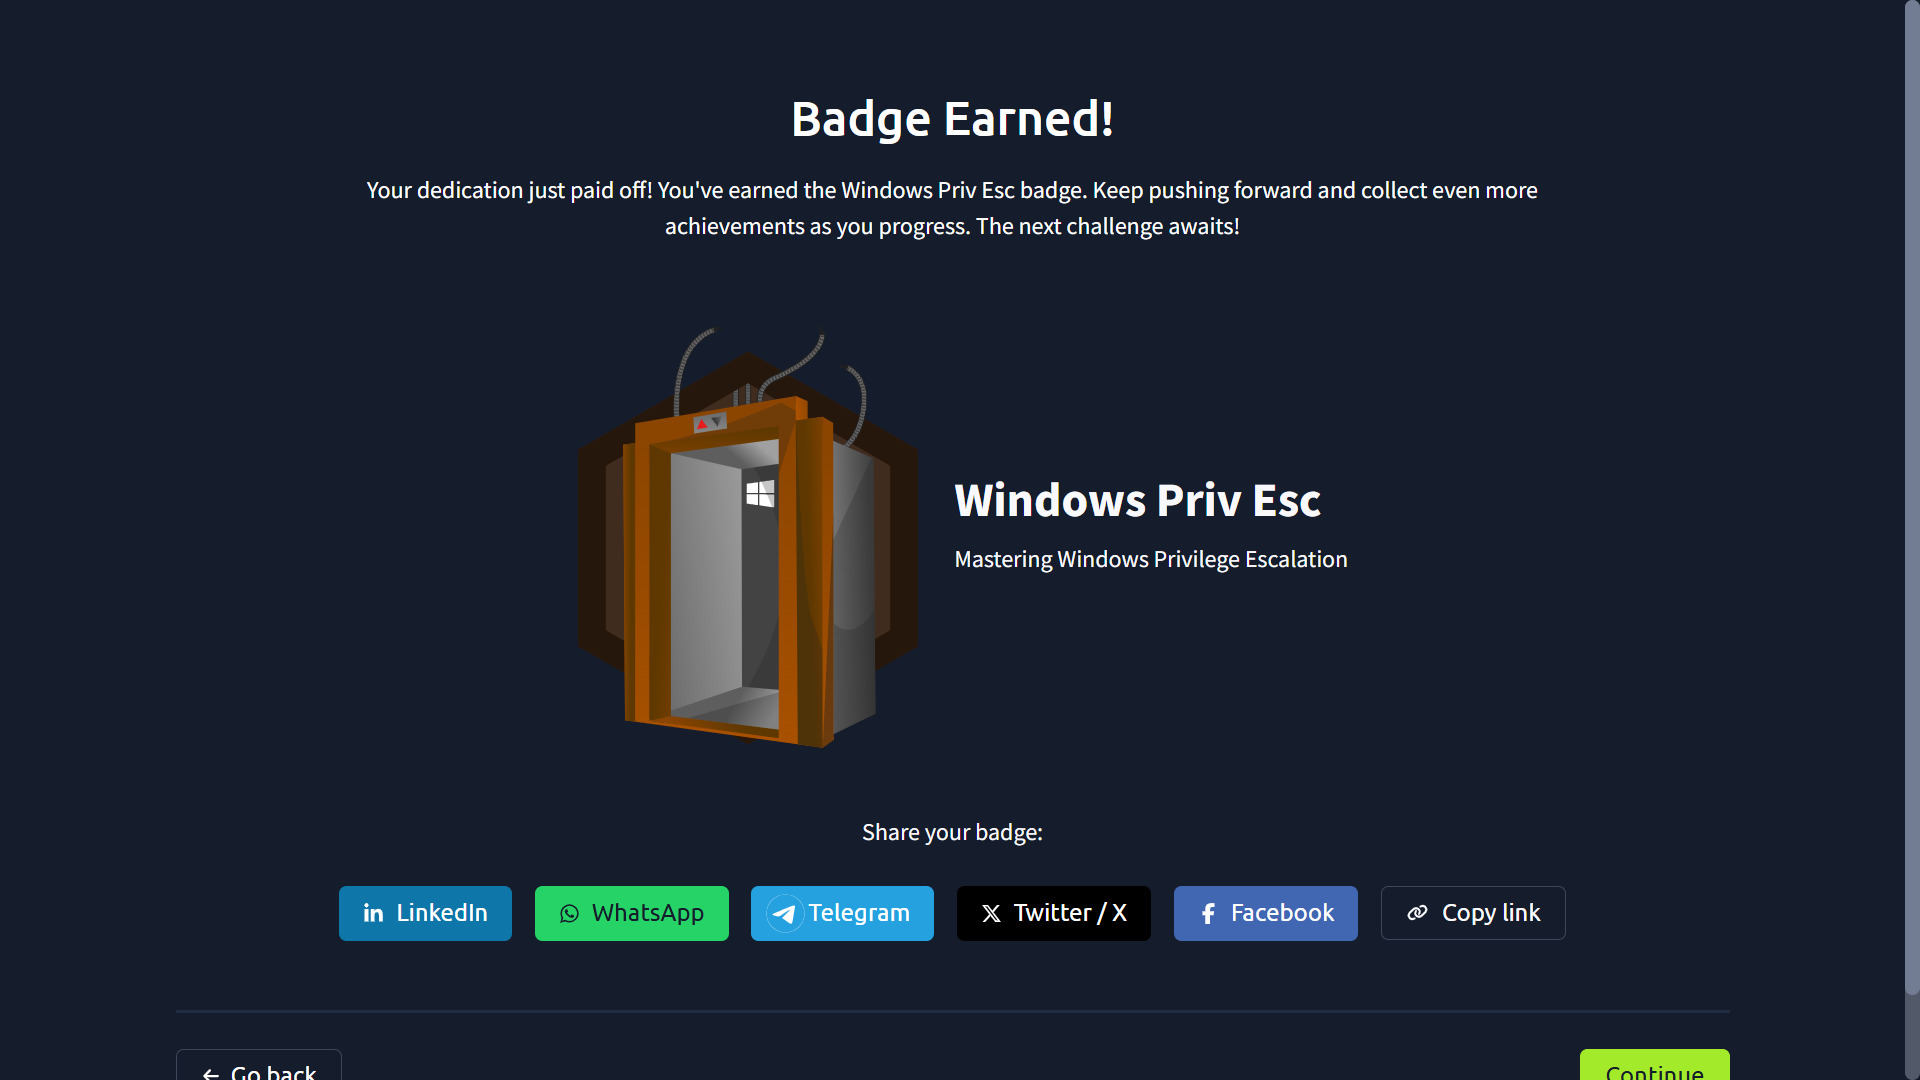 Badge Earned!
Your dedication just paid off! You've earned the Windows Priv Esc badge. Keep pushing forward and collect even more
achievements as you progress. The next challenge awaits!
Windows Priv Esc
Mastering Windows Privilege Escalation
Share your badge:
LinkedIn
WhatsApp
Telegram
Twitter / X
Facebook
Copy link
Go back
Continue